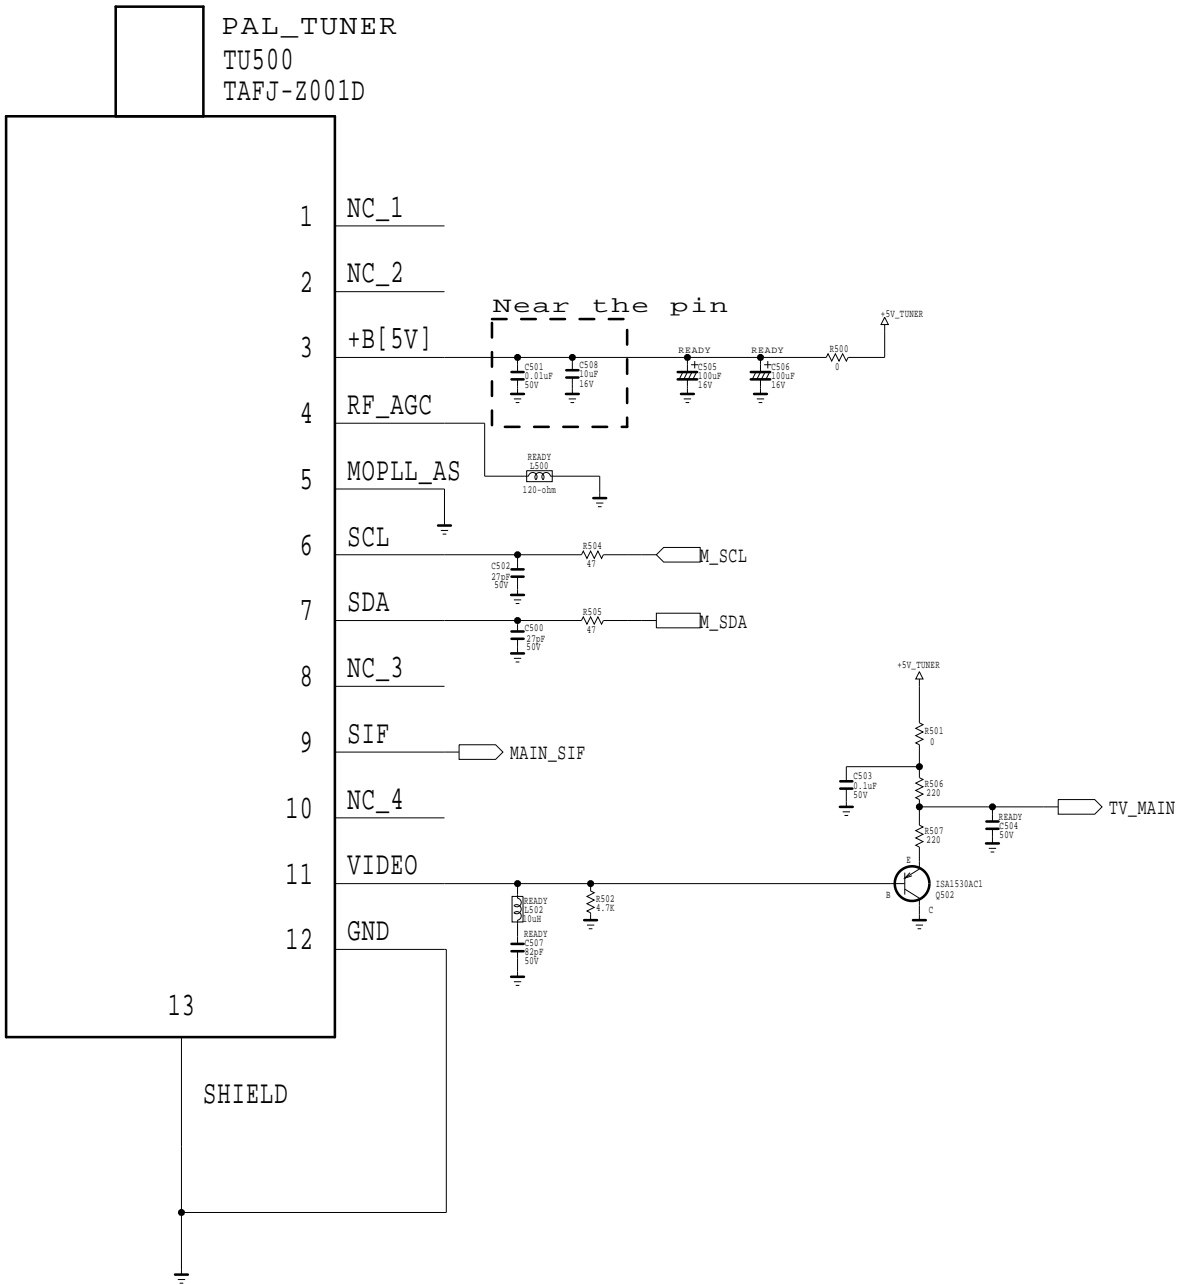 PAL_TUNER
TU500
TAFJ-Z001D
1 NC_1
2 NC_2
Near the pin
3 +B[5V]
C501
0.01uF
50V
C508
10uF
16V
READY
+
C505
100uF
16V
READY
+
C506
100uF
16V
R500
0
+5V_TUNER
4 RF_AGC
READY
L500
120-ohm
5 MOPLL_AS
6 SCL
C502
27pF
50V
R504
47
M_SCL
7 SDA
C500
27pF
50V
R505
47
M_SDA
8 NC_3
9 SIF
MAIN_SIF
+5V_TUNER
R501
0
C503
0.1uF
50V
R506
220
R507
220
READY
C504
50V
TV_MAIN
10 NC_4
11 VIDEO
READY
L502
10uH
READY
C507
82pF
50V
R502
4.7K
E
B
C
ISA1530AC1
Q502
12 GND
13
SHIELD